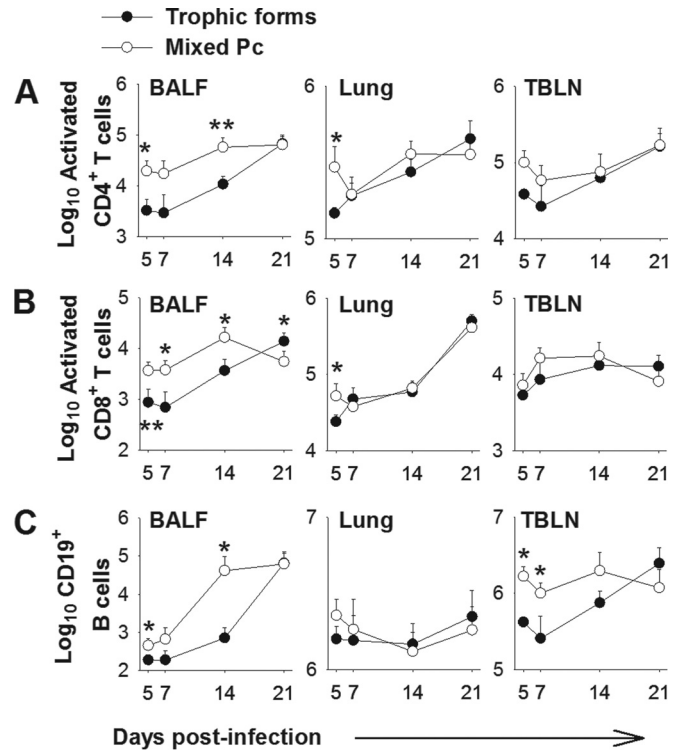 Trophic forms
Mixed Pc
A
Log10 Activated
CD4+ T cells
BALF
Lung
TBLN
6
5
4
3
*
**
5 7 14 21
6
5
*
5 7 14 21
6
5
4
5 7 14 21
B
Log10 Activated
CD8+ T cells
BALF
Lung
TBLN
5
4
3
2
*
*
*
**
5 7 14 21
6
5
4
*
5 7 14 21
5
4
3
5 7 14 21
C
Log10 CD19+
B cells
BALF
Lung
TBLN
6
5
4
3
2
*
*
5 7 14 21
7
6
5 7 14 21
7
6
5
*
*
5 7 14 21
Days post-infection